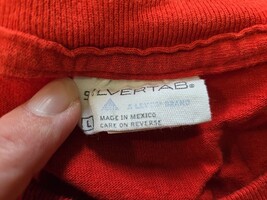 SILVERTAB®
A LEVI'S® BRAND
L
MADE IN MEXICO
CARE ON REVERSE